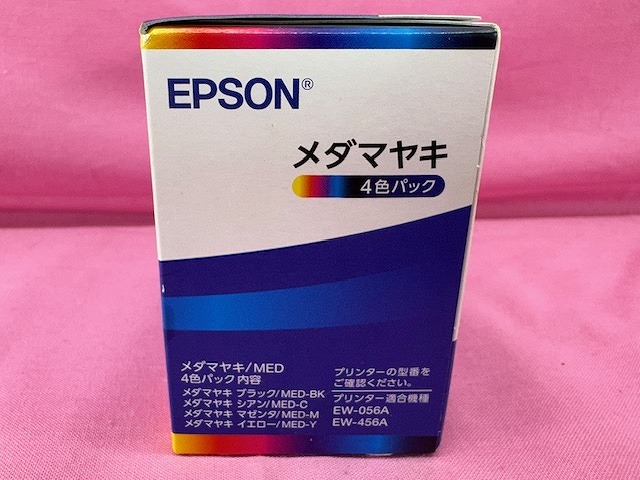 EPSON®
メダマヤキ
4色パック
メダマヤキ/MED
4色パック内容
メダマヤキ ブラック/MED-BK
メダマヤキ シアン/MED-C
メダマヤキ マゼンタ/MED-M
メダマヤキ イエロー/MED-Y
プリンターの型番を
ご確認ください。
プリンター適合機種
EW-056A
EW-456A